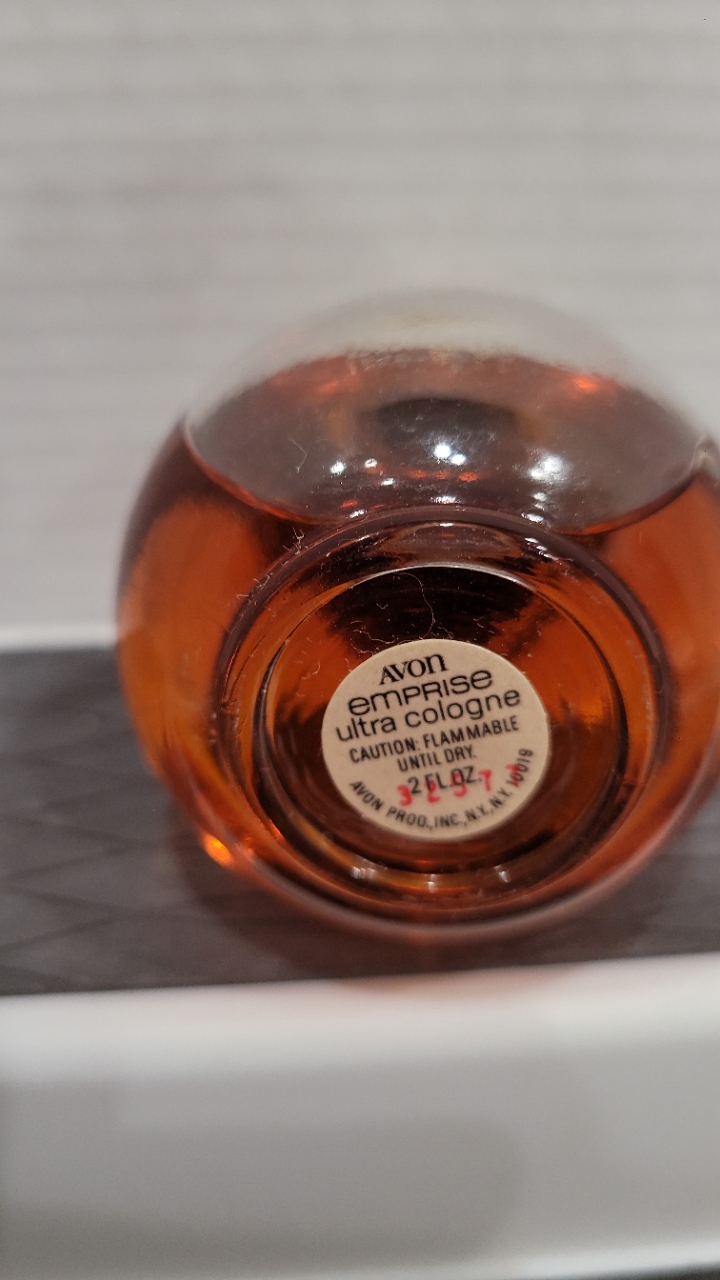 AVON
EMPRISE
ultra cologne
CAUTION: FLAMMABLE
UNTIL DRY.
2 FL.OZ.
AVON PROD., INC., N.Y., N.Y. 10019